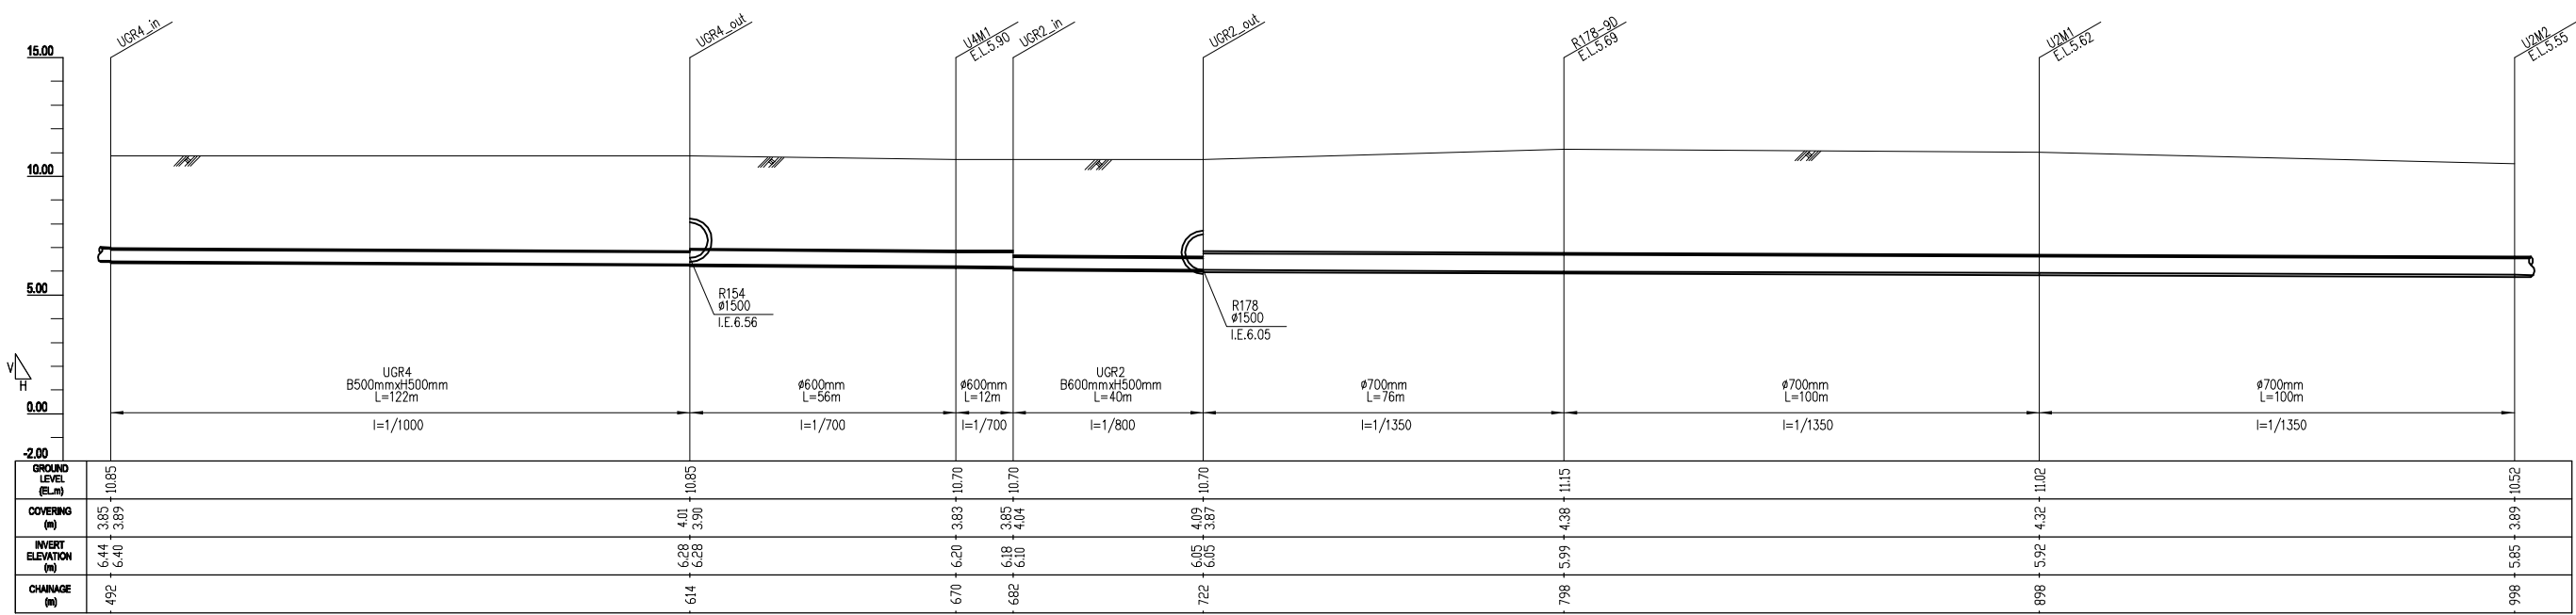 UGR4_in
UGR4_out
U4M1
E.L.5.90
UGR2_in
UGR2_out
R178-9D
E.L.5.69
U2M1
E.L.5.62
U2M2
E.L.5.55
15.00
10.00
5.00
0.00
-2.00
V
H
R154
ø1500
I.E.6.56
R178
ø1500
I.E.6.05
UGR4
B500mmxH500mm
L=122m
I=1/1000
ø600mm
L=56m
I=1/700
ø600mm
L=12m
I=1/700
UGR2
B600mmxH500mm
L=40m
I=1/800
ø700mm
L=76m
I=1/1350
ø700mm
L=100m
I=1/1350
ø700mm
L=100m
I=1/1350
GROUND
LEVEL
(EL.m)
10.85
10.85
10.70
10.70
10.70
11.15
11.02
10.52
COVERING
(m)
3.85
3.89
4.01
3.90
3.83
3.85
4.04
4.09
3.87
4.38
4.32
3.89
INVERT
ELEVATION
(m)
6.44
6.40
6.28
6.28
6.20
6.18
6.10
6.05
6.05
5.99
5.92
5.85
CHAINAGE
(m)
492
614
670
682
722
798
898
998